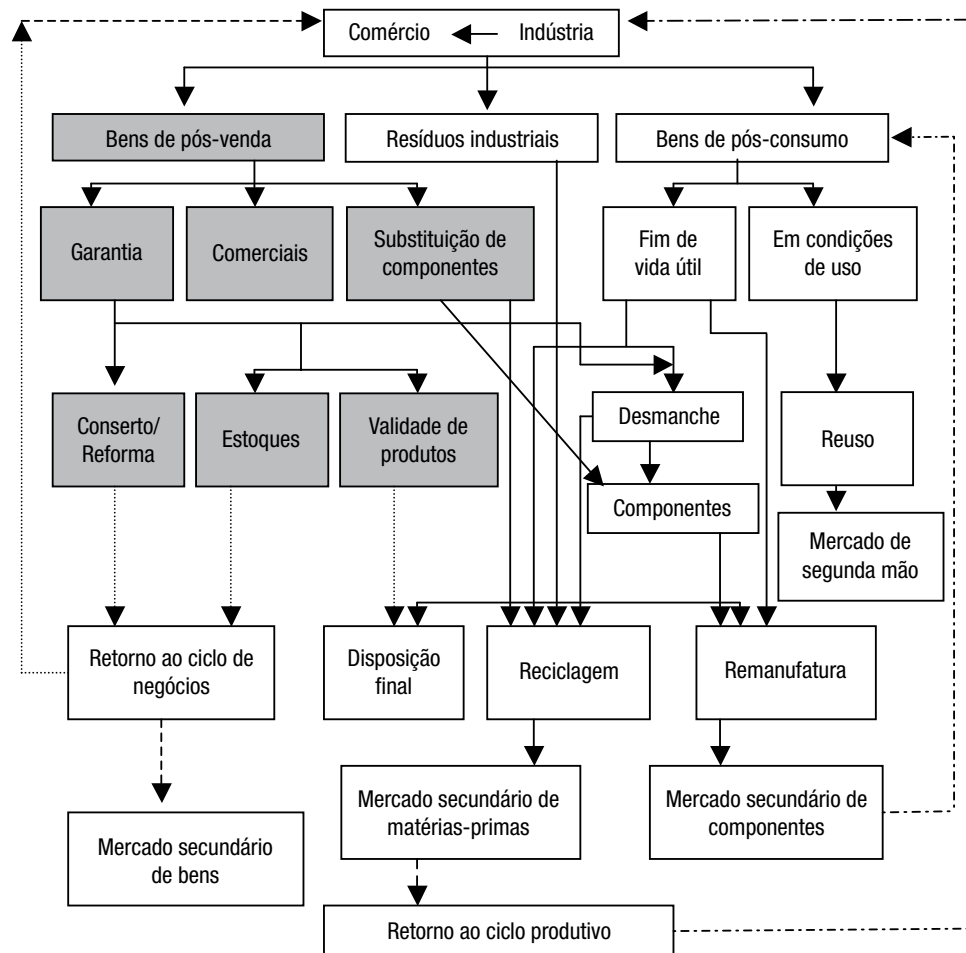 Comércio Indústria
Bens de pós-venda
Resíduos industriais
Bens de pós-consumo
Garantia
Comerciais
Substituição de
componentes
Fim de
vida útil
Em condições
de uso
Conserto/
Reforma
Estoques
Validade de
produtos
Desmanche
Reuso
Componentes
Mercado de
segunda mão
Retorno ao ciclo de
negócios
Disposição
final
Reciclagem
Remanufatura
Mercado secundário
de bens
Mercado secundário de
matérias-primas
Mercado secundário de
componentes
Retorno ao ciclo produtivo